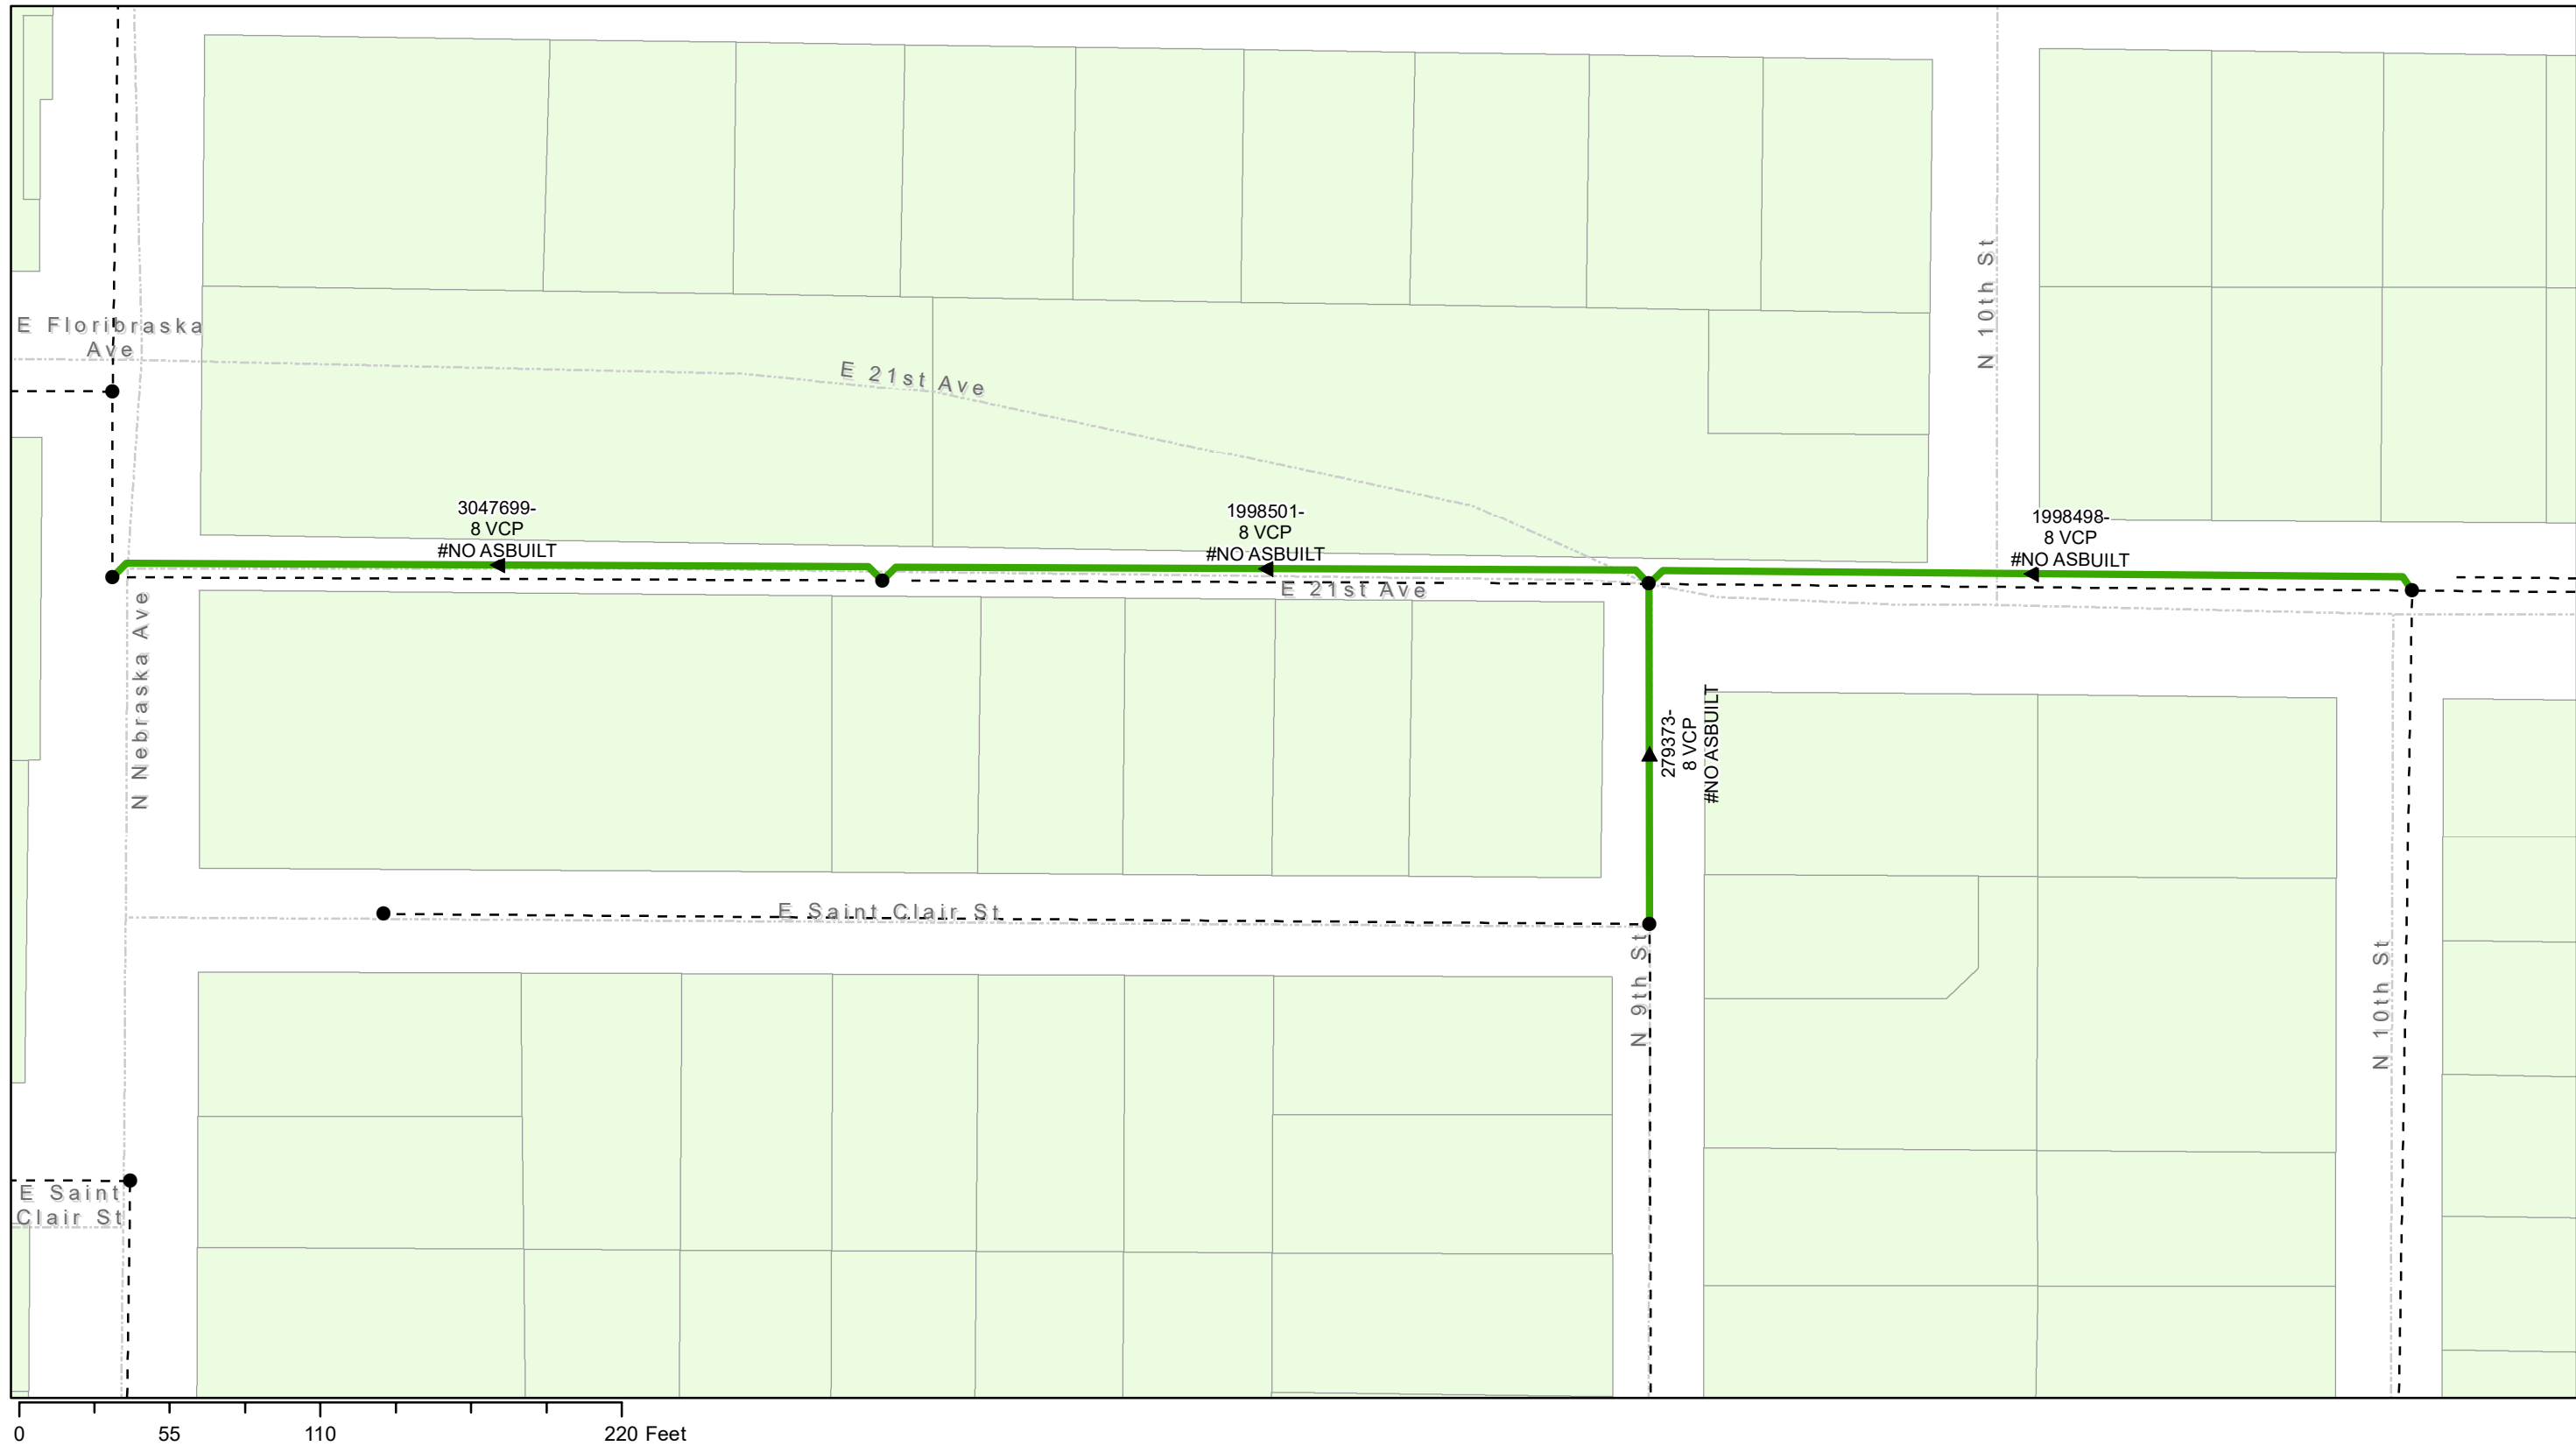 N 10th St
E Floribraska
Ave
E 21st Ave
3047699-
8 VCP
#NO ASBUILT
1998501-
8 VCP
#NO ASBUILT
1998498-
8 VCP
#NO ASBUILT
E 21st Ave
N Nebraska Ave
279373-
8 VCP
#NO ASBUILT
E Saint Clair St
N 9th St
N 10th St
E Saint
Clair St
0 55 110 220 Feet